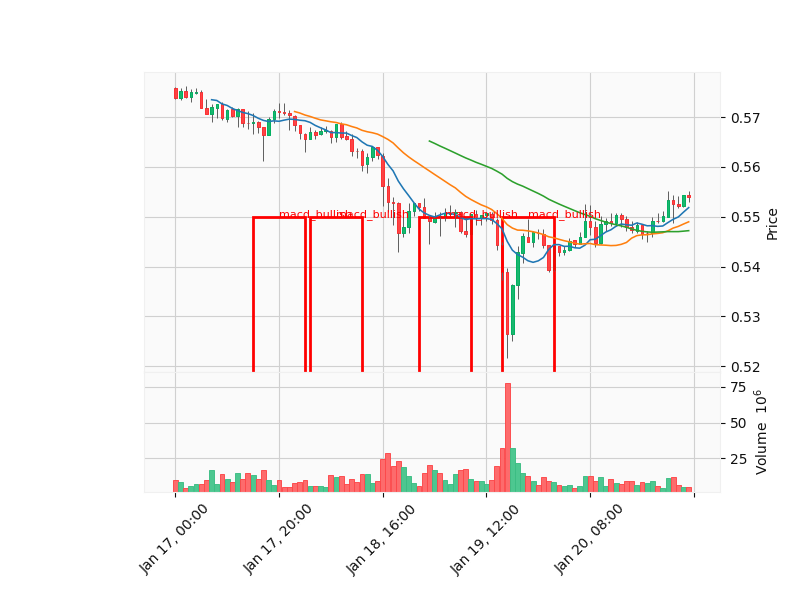 0.57
0.56
0.55
0.54
0.53
0.52
Price
macd_bullish
macd_bullish
macd_bullish
macd_bullish
75
50
25
Volume 10^6
Jan 17, 00:00
Jan 17, 20:00
Jan 18, 16:00
Jan 19, 12:00
Jan 20, 08:00